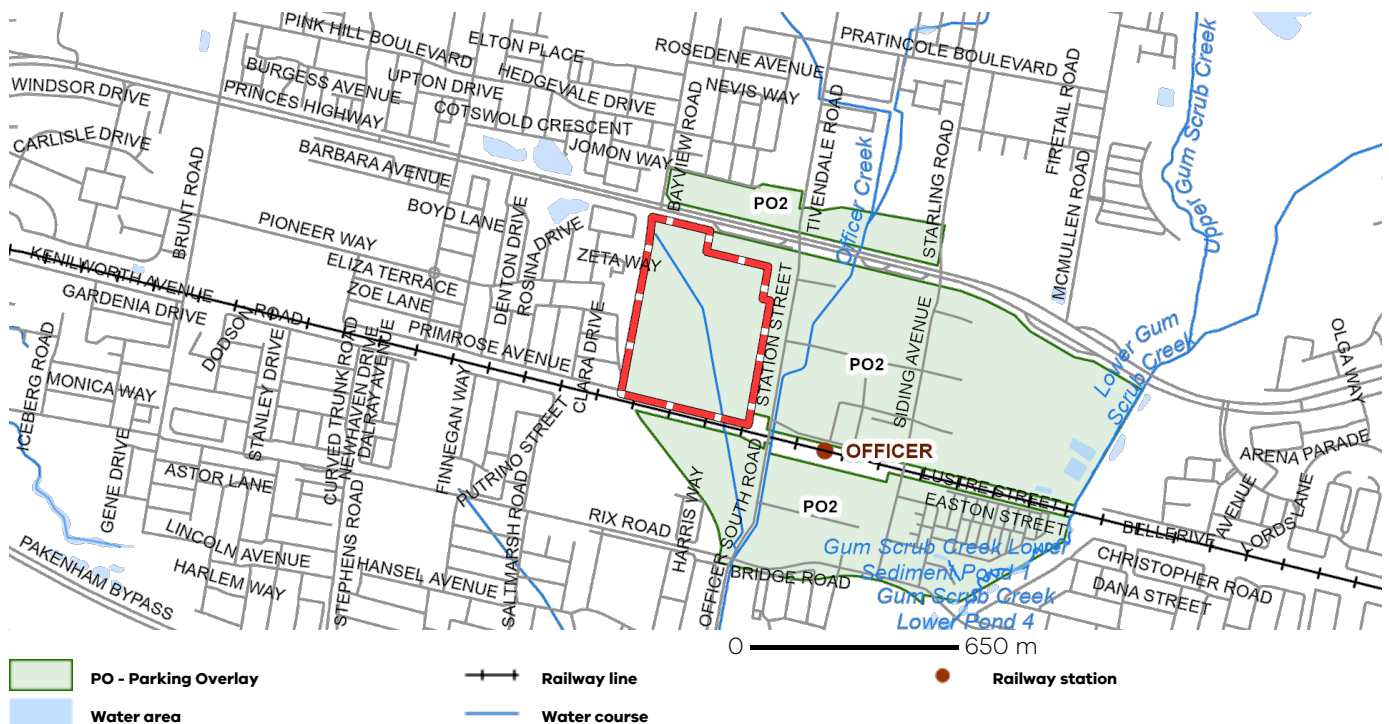 PINK HILL BOULEVARD
ELTON PLACE
ROSEDENE AVENUE
PRATINCOLE BOULEVARD
BURGESS AVENUE
UPTON DRIVE
HEDGEVALE DRIVE
NEVIS WAY
WINDSOR DRIVE
PRINCES HIGHWAY
COTSWOLD CRESCENT
BAYVIEW ROAD
TIVENDALE ROAD
FIRETAIL ROAD
Upper Gum Scrub Creek
CARLISLE DRIVE
BARBARA AVENUE
JOMON WAY
Officer Creek
STARLING ROAD
BRUNT ROAD
BOYD LANE
DENTON DRIVE
PO2
MCMULLEN ROAD
PIONEER WAY
ROSINA DRIVE
ZETA WAY
KENILWORTH AVENUE
ELIZA TERRACE
GARDENIA DRIVE
ROAD
ZOE LANE
STATION STREET
DODSON
PRIMROSE AVENUE
CLARA DRIVE
SIDING AVENUE
Lower Gum
Scrub Creek
OLGA WAY
ICEBERG ROAD
MONICA WAY
STANLEY DRIVE
CURVED TRUNK ROAD
NEWHAVEN DRIVE
DALRAY AVENUE
FINNEGAN WAY
PUTRINO STREET
PO2
OFFICER
ARENA PARADE
GENE DRIVE
ASTOR LANE
LUSTRE STREET
EASTON STREET
PO2
HARRIS WAY
OFFICER SOUTH ROAD
RIX ROAD
BELLERIVE
AVENUE
LORDS LANE
LINCOLN AVENUE
STEPHENS ROAD
SALTMARSH ROAD
Gum Scrub Creek Lower
Sediment Pond 1
CHRISTOPHER ROAD
PAKENHAM BYPASS
HARLEM WAY
HANSEL AVENUE
BRIDGE ROAD
Gum Scrub Creek
Lower Pond 4
DANA STREET
0 650 m
PO - Parking Overlay
Railway line
Railway station
Water area
Water course